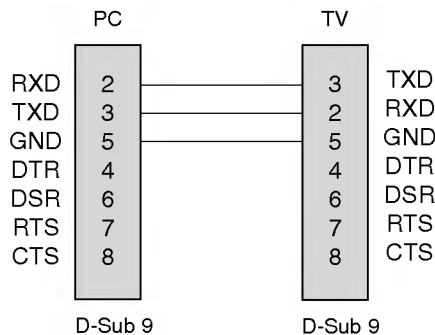 PC TV
RXD 2 3 TXD
TXD 3 2 RXD
GND 5 5 GND
DTR 4 4 DTR
DSR 6 6 DSR
RTS 7 7 RTS
CTS 8 8 CTS
D-Sub 9 D-Sub 9